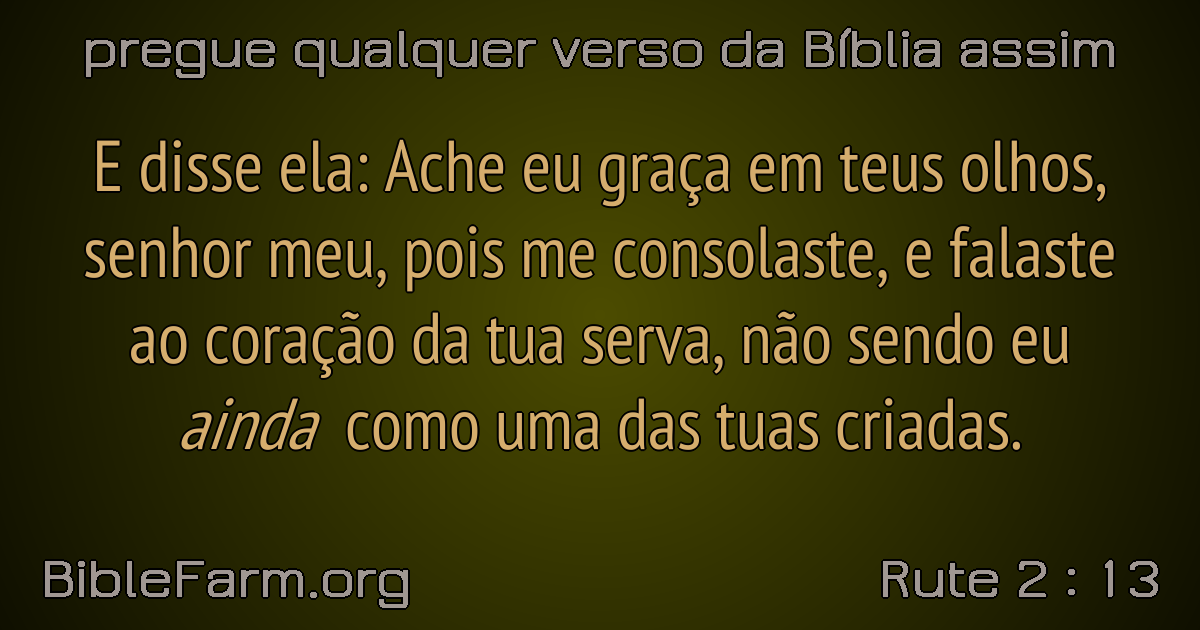 pregue qualquer verso da Bíblia assim
E disse ela: Ache eu graça em teus olhos,
senhor meu, pois me consolaste, e falaste
ao coração da tua serva, não sendo eu
ainda como uma das tuas criadas.
BibleFarm.org
Rute 2 : 13